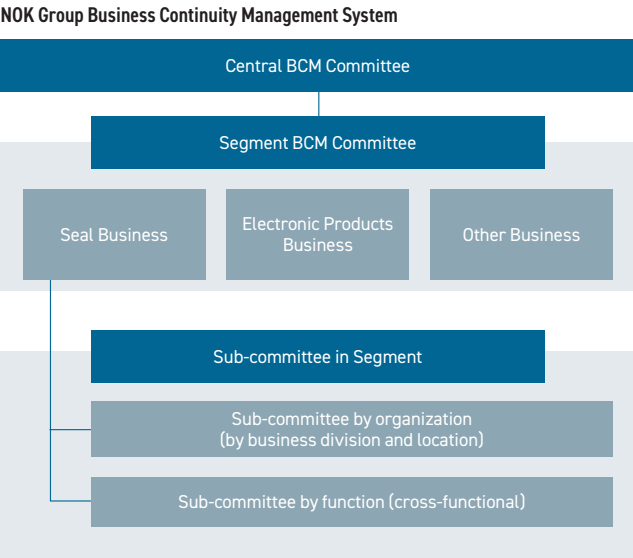 NOK Group Business Continuity Management System
Central BCM Committee
Segment BCM Committee
Seal Business
Electronic Products
Business
Other Business
Sub-committee in Segment
Sub-committee by organization
(by business division and location)
Sub-committee by function (cross-functional)